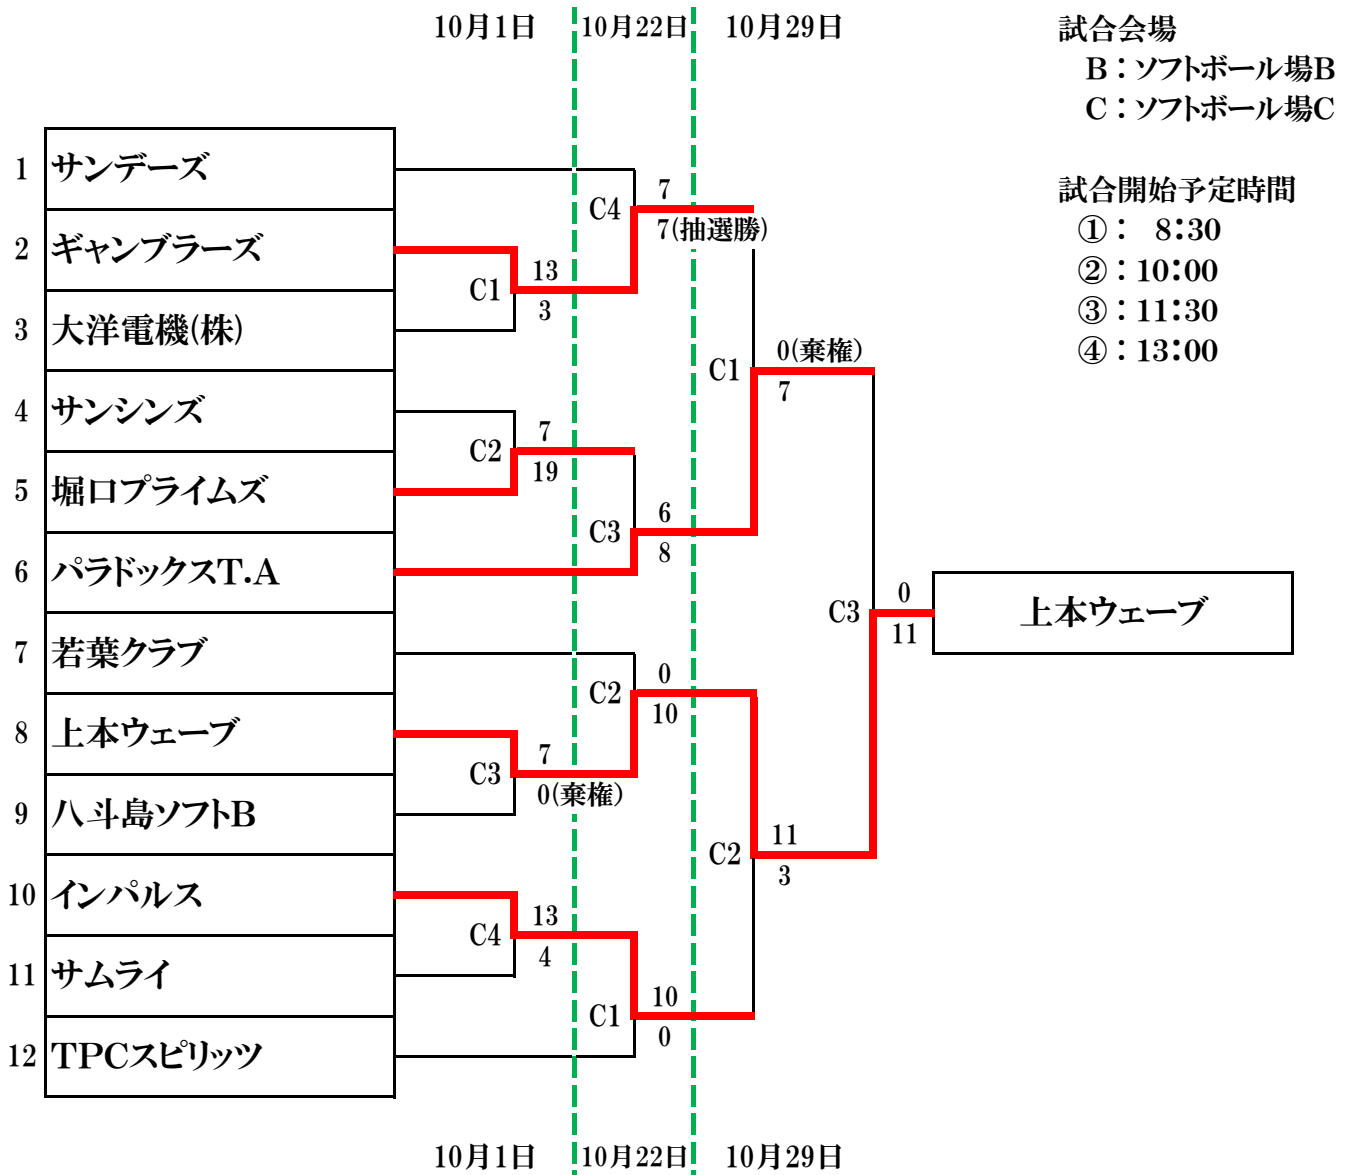 10月1日 10月22日 10月29日
試合会場
B：ソフトボール場B
C：ソフトボール場C
試合開始予定時間
①： 8:30
②：10:00
③：11:30
④：13:00
1 サンデーズ
2 ギャンブラーズ
3 大洋電機(株)
4 サンシンズ
5 堀口プライムズ
6 パラドックスT.A
7 若葉クラブ
8 上本ウェーブ
9 八斗島ソフトB
10 インパルス
11 サムライ
12 TPCスピリッツ
C1
13
3
C2
7
19
C3
7
0(棄権)
C4
13
4
C4
7
7(抽選勝)
C3
6
8
C2
0
10
C1
10
0
C1
0(棄権)
7
C2
11
3
C3
0
11
上本ウェーブ
10月1日 10月22日 10月29日